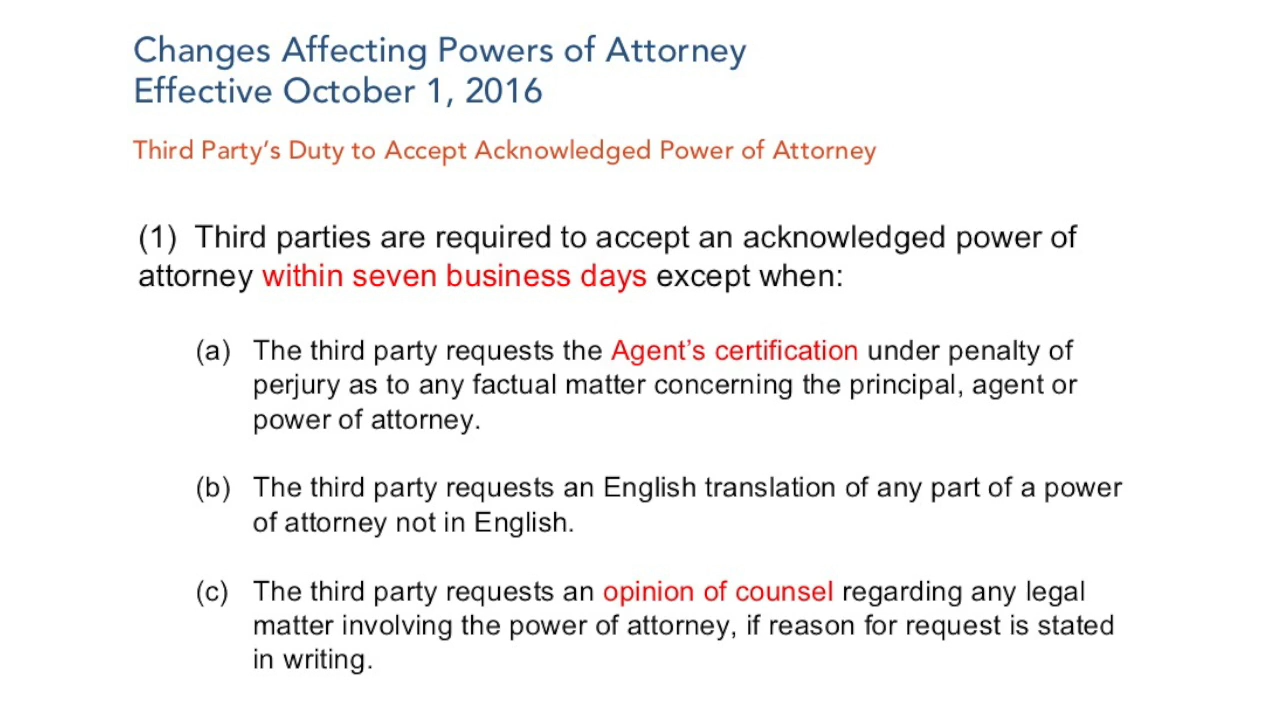 Changes Affecting Powers of Attorney
Effective October 1, 2016
Third Party’s Duty to Accept Acknowledged Power of Attorney
(1) Third parties are required to accept an acknowledged power of
attorney within seven business days except when:
(a) The third party requests the Agent’s certification under penalty of
perjury as to any factual matter concerning the principal, agent or
power of attorney.
(b) The third party requests an English translation of any part of a power
of attorney not in English.
(c) The third party requests an opinion of counsel regarding any legal
matter involving the power of attorney, if reason for request is stated
in writing.